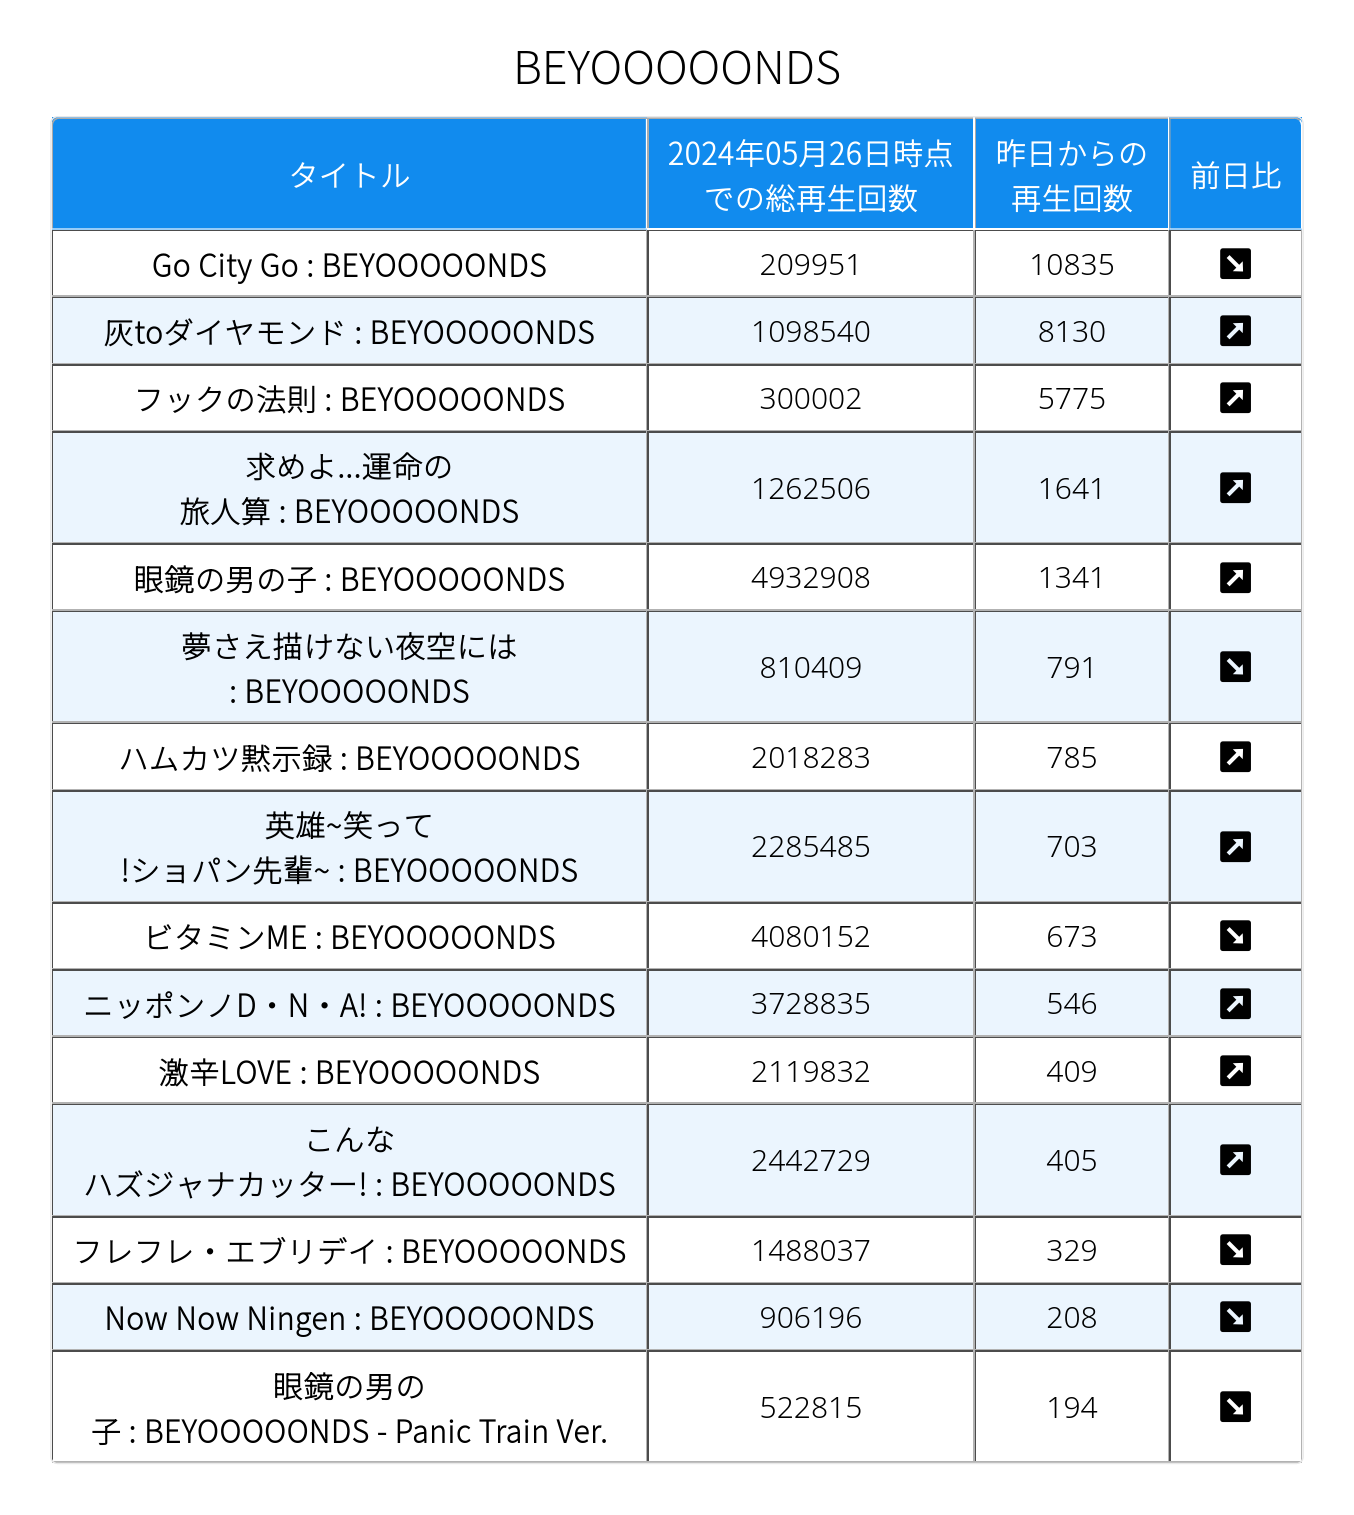 BEYOOOOONDS
タイトル
2024年05月26日時点
での総再生回数
昨日からの
再生回数
前日比
Go City Go : BEYOOOOONDS
209951
10835
灰toダイヤモンド : BEYOOOOONDS
1098540
8130
フックの法則 : BEYOOOOONDS
300002
5775
求めよ...運命の
旅人算 : BEYOOOOONDS
1262506
1641
眼鏡の男の子 : BEYOOOOONDS
4932908
1341
夢さえ描けない夜空には
: BEYOOOOONDS
810409
791
ハムカツ黙示録 : BEYOOOOONDS
2018283
785
英雄~笑って
!ショパン先輩~ : BEYOOOOONDS
2285485
703
ビタミンME : BEYOOOOONDS
4080152
673
ニッポンノD・N・A! : BEYOOOOONDS
3728835
546
激辛LOVE : BEYOOOOONDS
2119832
409
こんな
ハズジャナカッター! : BEYOOOOONDS
2442729
405
フレフレ・エブリデイ : BEYOOOOONDS
1488037
329
Now Now Ningen : BEYOOOOONDS
906196
208
眼鏡の男の
子 : BEYOOOOONDS - Panic Train Ver.
522815
194